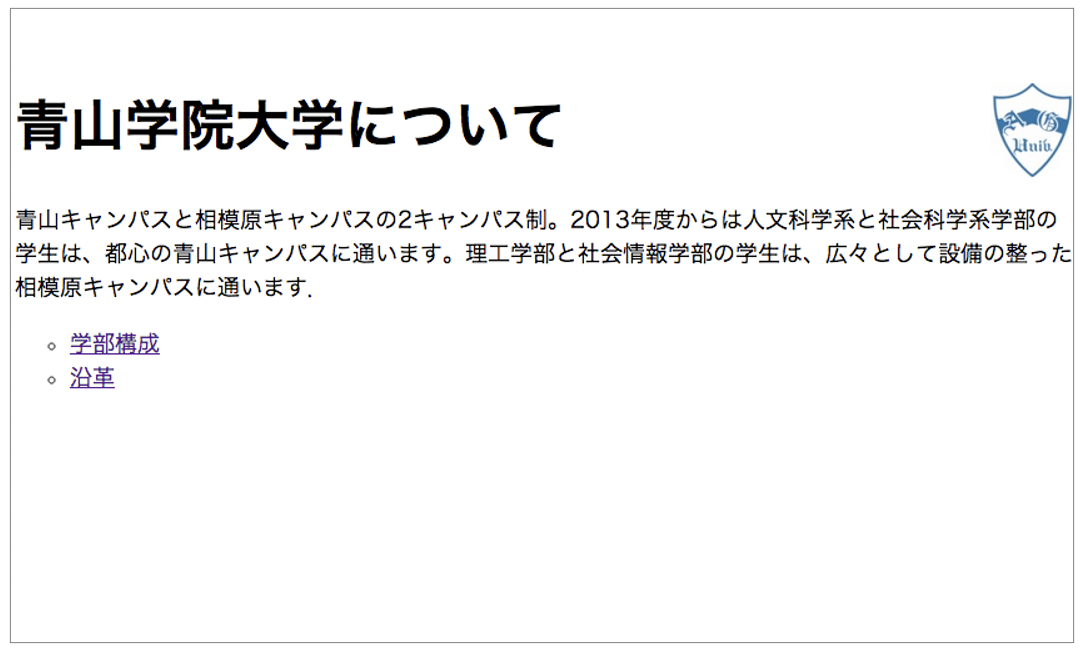 青山学院大学について
A G
Univ.
青山キャンパスと相模原キャンパスの2キャンパス制。2013年度からは人文科学系と社会科学系学部の
学生は、都心の青山キャンパスに通います。理工学部と社会情報学部の学生は、広々として設備の整った
相模原キャンパスに通います.
学部構成
沿革